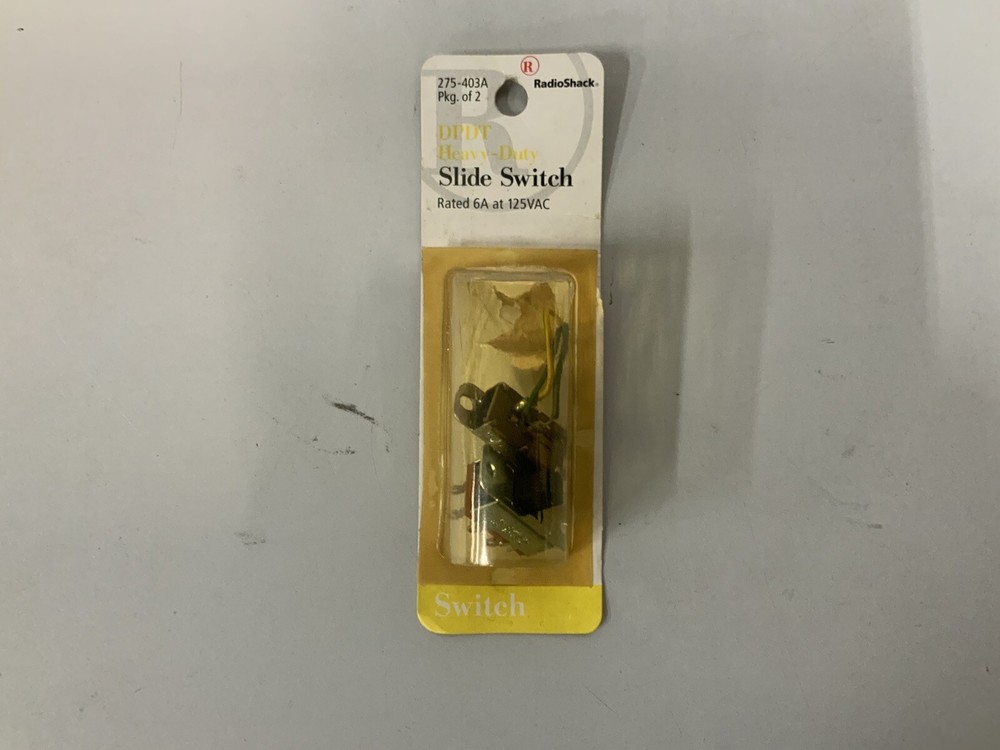 275-403A
Pkg. of 2
® RadioShack®
DPDT
Heavy-Duty
Slide Switch
Rated 6A at 125VAC
Switch